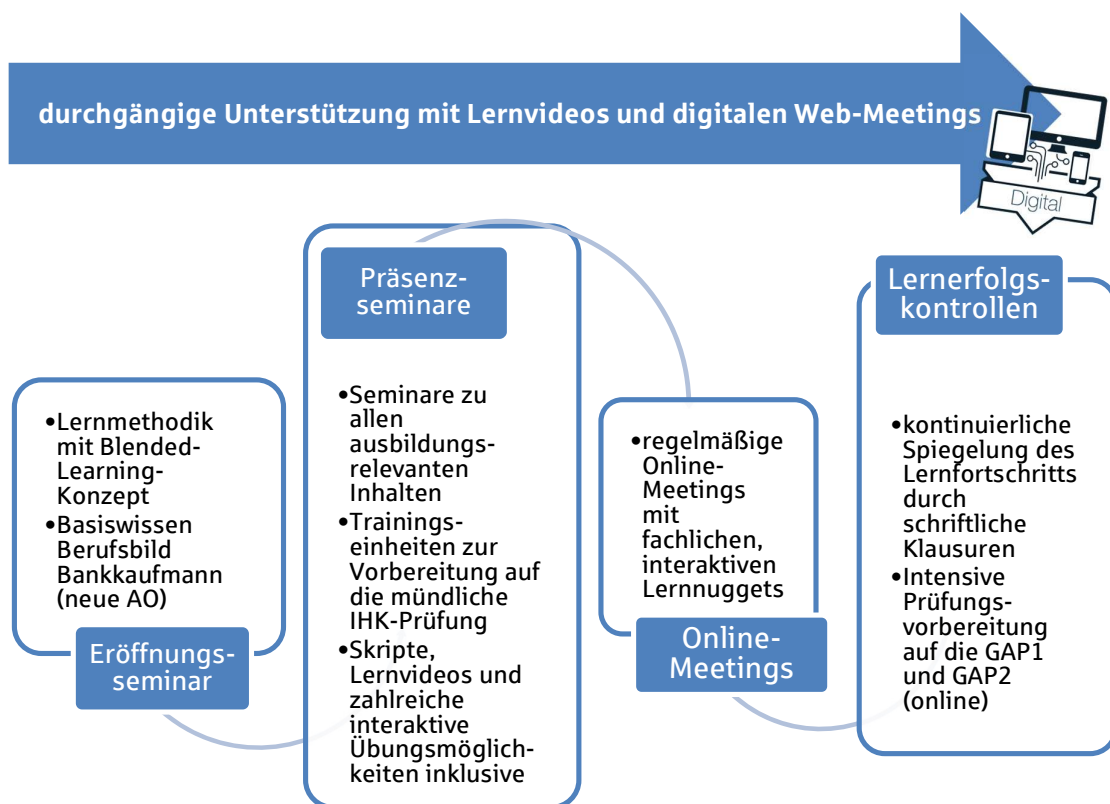 durchgängige Unterstützung mit Lernvideos und digitalen Web-Meetings
Digital
•Lernmethodik
mit Blended-
Learning-
Konzept
•Basiswissen
Berufsbild
Bankkaufmann
(neue AO)
Eröffnungs-
seminar
Präsenz-
seminare
•Seminare zu
allen
ausbildungs-
relevanten
Inhalten
•Trainings-
einheiten zur
Vorbereitung auf
die mündliche
IHK-Prüfung
•Skripte,
Lernvideos und
zahlreiche
interaktive
Übungsmöglich-
keiten inklusive
•regelmäßige
Online-
Meetings
mit
fachlichen,
interaktiven
Lernnuggets
Online-
Meetings
Lernerfolgs-
kontrollen
•kontinuierliche
Spiegelung des
Lernfortschritts
durch
schriftliche
Klausuren
•Intensive
Prüfungs-
vorbereitung
auf die GAP1
und GAP2
(online)